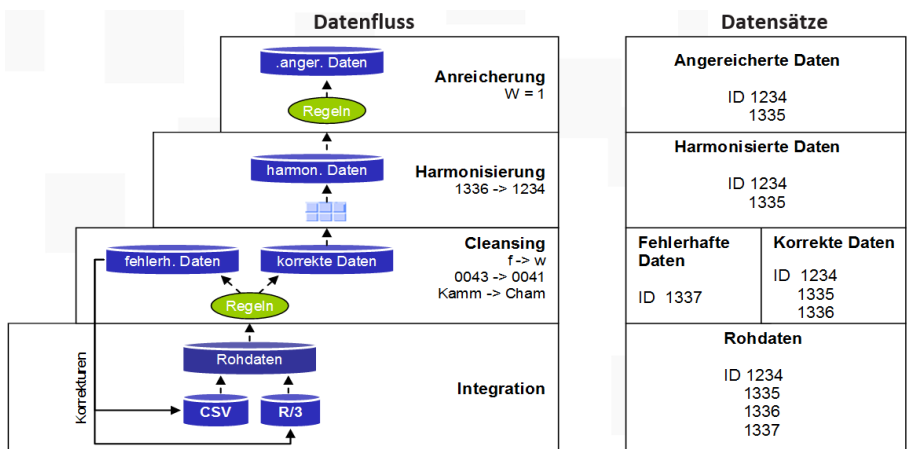 Datenfluss
.anger. Daten
Regeln
Anreicherung
W = 1
harmon. Daten
Harmonisierung
1336 -> 1234
fehlerh. Daten
korrekte Daten
Regeln
Cleansing
f -> w
0043 -> 0041
Kamm -> Cham
Korrekturen
Rohdaten
CSV
R/3
Integration
Datensätze
Angereicherte Daten
ID 1234
1335
Harmonisierte Daten
ID 1234
1335
Fehlerhafte
Daten
ID 1337
Korrekte Daten
ID 1234
1335
1336
Rohdaten
ID 1234
1335
1336
1337